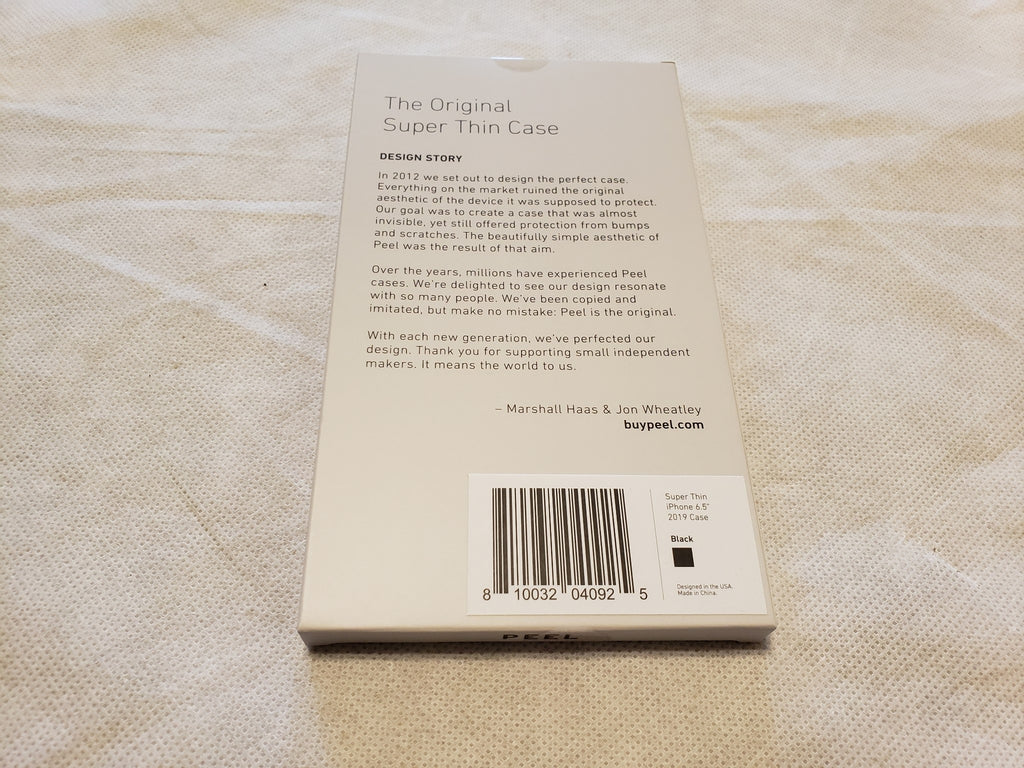 The Original
Super Thin Case
DESIGN STORY
In 2012 we set out to design the perfect case.
Everything on the market ruined the original
aesthetic of the device it was supposed to protect.
Our goal was to create a case that was almost
invisible, yet still offered protection from bumps
and scratches. The beautifully simple aesthetic of
Peel was the result of that aim.
Over the years, millions have experienced Peel
cases. We're delighted to see our design resonate
with so many people. We've been copied and
imitated, but make no mistake: Peel is the original.
With each new generation, we've perfected our
design. Thank you for supporting small independent
makers. It means the world to us.
– Marshall Haas & Jon Wheatley
buypeel.com
Super Thin
iPhone 6.5"
2019 Case
Black
Designed in the USA.
Made in China.
8 10032 04092 5
PEEL